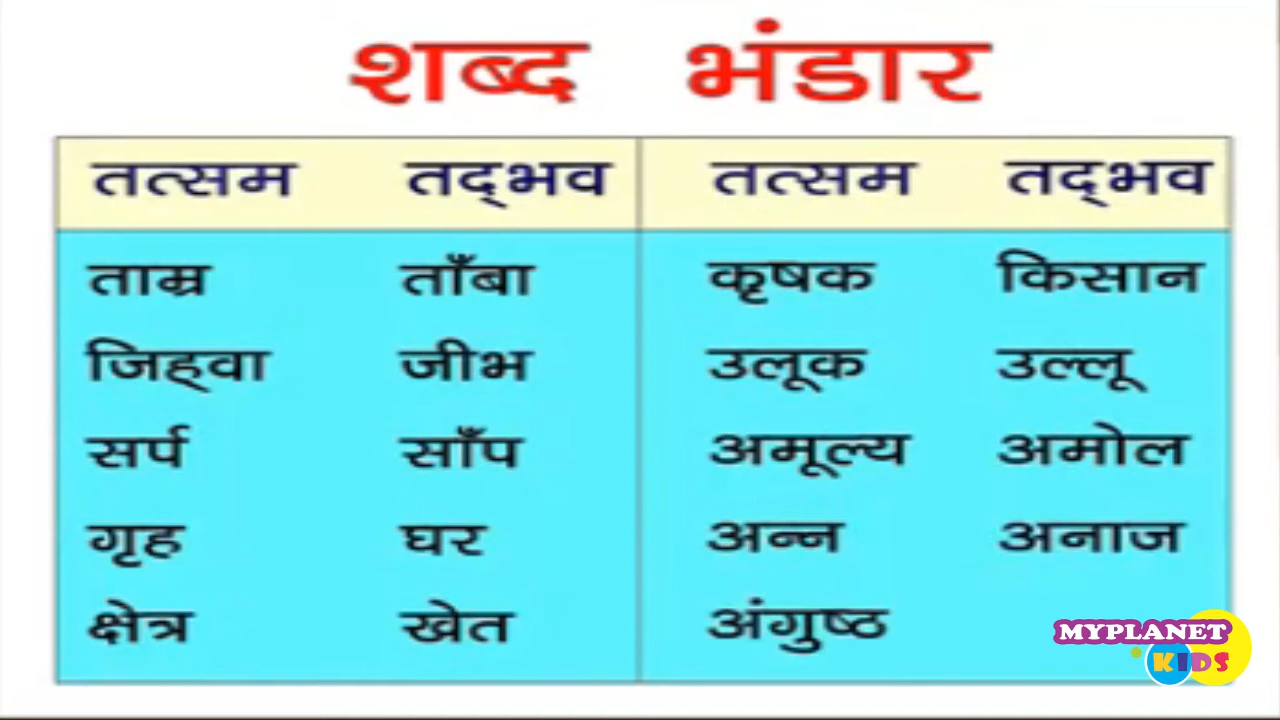 शब्द भंडार
तत्सम तद्भव तत्सम तद्भव
ताम्र ताँबा कृषक किसान
जिह्वा जीभ उलूक उल्लू
सर्प साँप अमूल्य अमोल
गृह घर अन्न अनाज
क्षेत्र खेत अंगुष्ठ
MYPLANET
KIDS